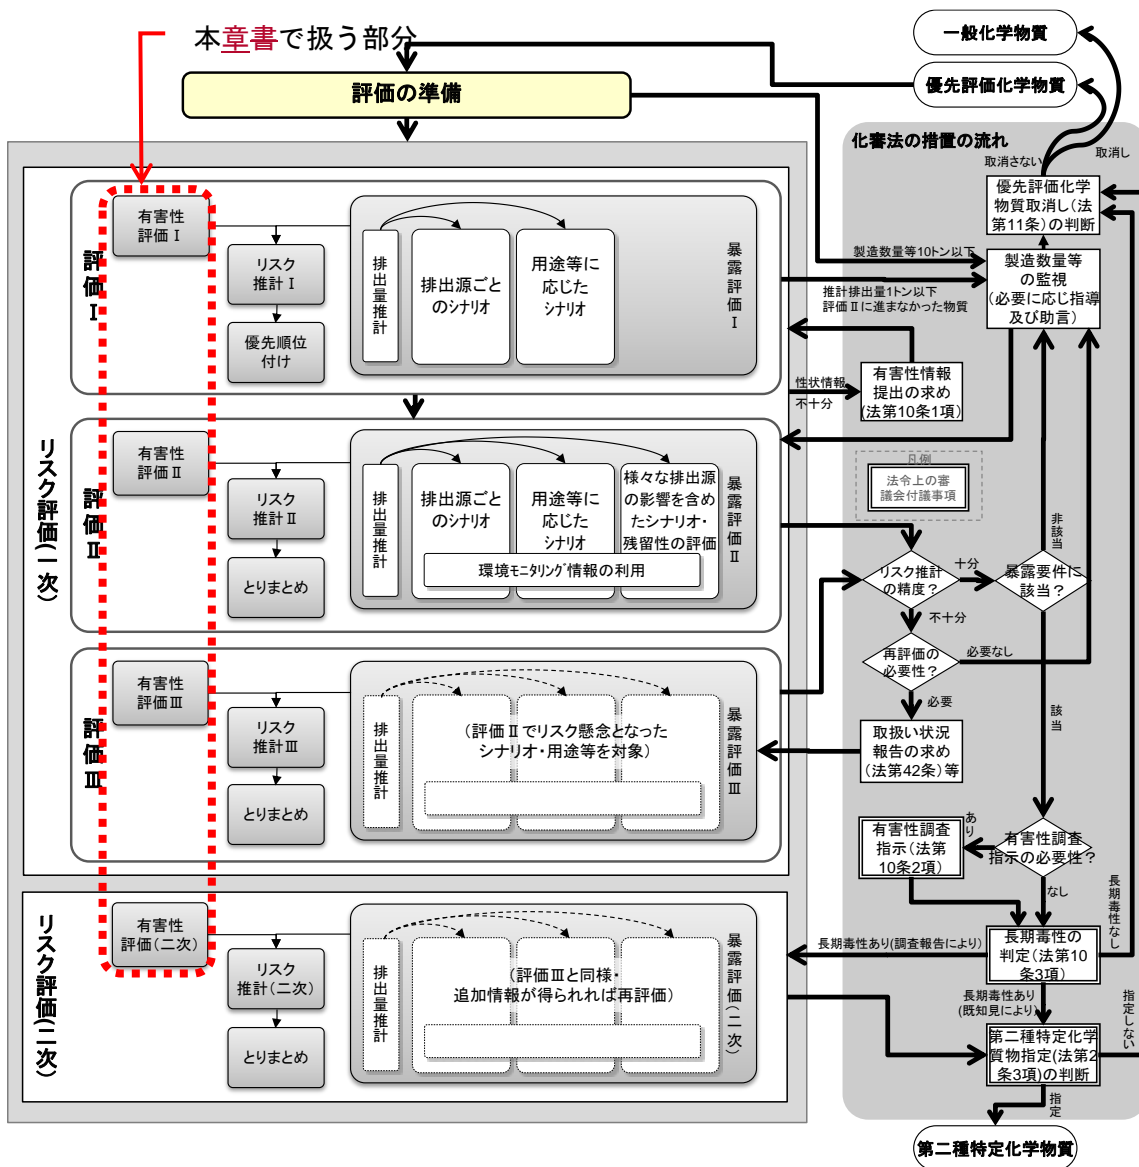 本章書で扱う部分
一般化学物質
優先評価化学物質
評価の準備
化審法の措置の流れ
取消さない
取消し
優先評価化学
物質取消し(法
第11条)の判断
製造数量等10トン以下
製造数量等
の監視
(必要に応じ指導
及び助言)
推計排出量1トン以下
評価Ⅱに進まなかった物質
性状情報
不十分
有害性情報
提出の求め
(法第10条1項)
凡例
法令上の審
議会付議事項
リスク評価(一次)
評価Ⅰ
有害性
評価Ⅰ
リスク
推計Ⅰ
優先順位
付け
排出量推計
排出源ごと
のシナリオ
用途等に
応じた
シナリオ
暴露評価Ⅰ
評価Ⅱ
有害性
評価Ⅱ
リスク
推計Ⅱ
とりまとめ
排出量推計
排出源ごと
のシナリオ
用途等に
応じた
シナリオ
様々な排出源
の影響を含め
たシナリオ・
残留性の評価
環境モニタリング情報の利用
暴露評価Ⅱ
評価Ⅲ
有害性
評価Ⅲ
リスク
推計Ⅲ
とりまとめ
排出量推計
(評価Ⅱでリスク懸念となった
シナリオ・用途等を対象)
暴露評価Ⅲ
リスク評価(二次)
有害性
評価(二次)
リスク
推計(二次)
とりまとめ
排出量推計
(評価Ⅲと同様・
追加情報が得られれば再評価)
暴露評価(二次)
リスク推計
の精度?
十分
不十分
暴露要件に
該当?
非該当
該当
再評価の
必要性?
必要なし
必要
取扱い状況
報告の求め
(法第42条)等
有害性調査
指示の必要性?
あり
なし
有害性調査
指示(法第
10条2項)
長期毒性なし
長期毒性あり(調査報告により)
長期毒性の
判定(法第10
条3項)
長期毒性あり
(既知見により)
指定しない
第二種特定化学
物質指定(法第2
条3項)の判断
指定
第二種特定化学物質